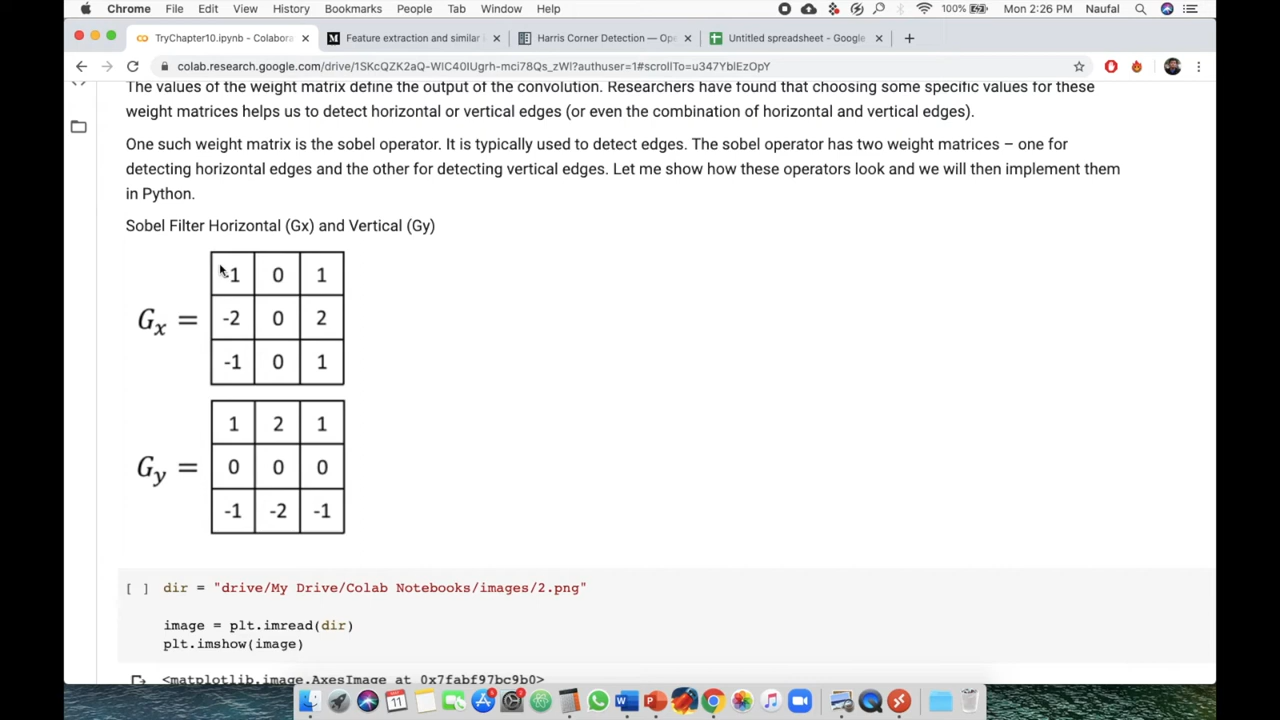 Chrome File Edit View History Bookmarks People Tab Window Help 100% Mon 2:26 PM Naufal
TryChapter10.ipynb - Colabora Feature extraction and similar i Harris Corner Detection — Ope Untitled spreadsheet - Google
colab.research.google.com/drive/1SKcQZK2aQ-WIC40IUgrh-mci78Qs_zWl?authuser=1#scrollTo=u347YblEzOpY
The values of the weight matrix define the output of the convolution. Researchers have found that choosing some specific values for these
weight matrices helps us to detect horizontal or vertical edges (or even the combination of horizontal and vertical edges).
One such weight matrix is the sobel operator. It is typically used to detect edges. The sobel operator has two weight matrices – one for
detecting horizontal edges and the other for detecting vertical edges. Let me show how these operators look and we will then implement them
in Python.
Sobel Filter Horizontal (Gx) and Vertical (Gy)
-1 0 1
Gx = -2 0 2
-1 0 1
1 2 1
Gy = 0 0 0
-1 -2 -1
[ ] dir = "drive/My Drive/Colab Notebooks/images/2.png"
image = plt.imread(dir)
plt.imshow(image)
<matplotlib.image.AxesImage at 0x7fabf97bc9b0>
11